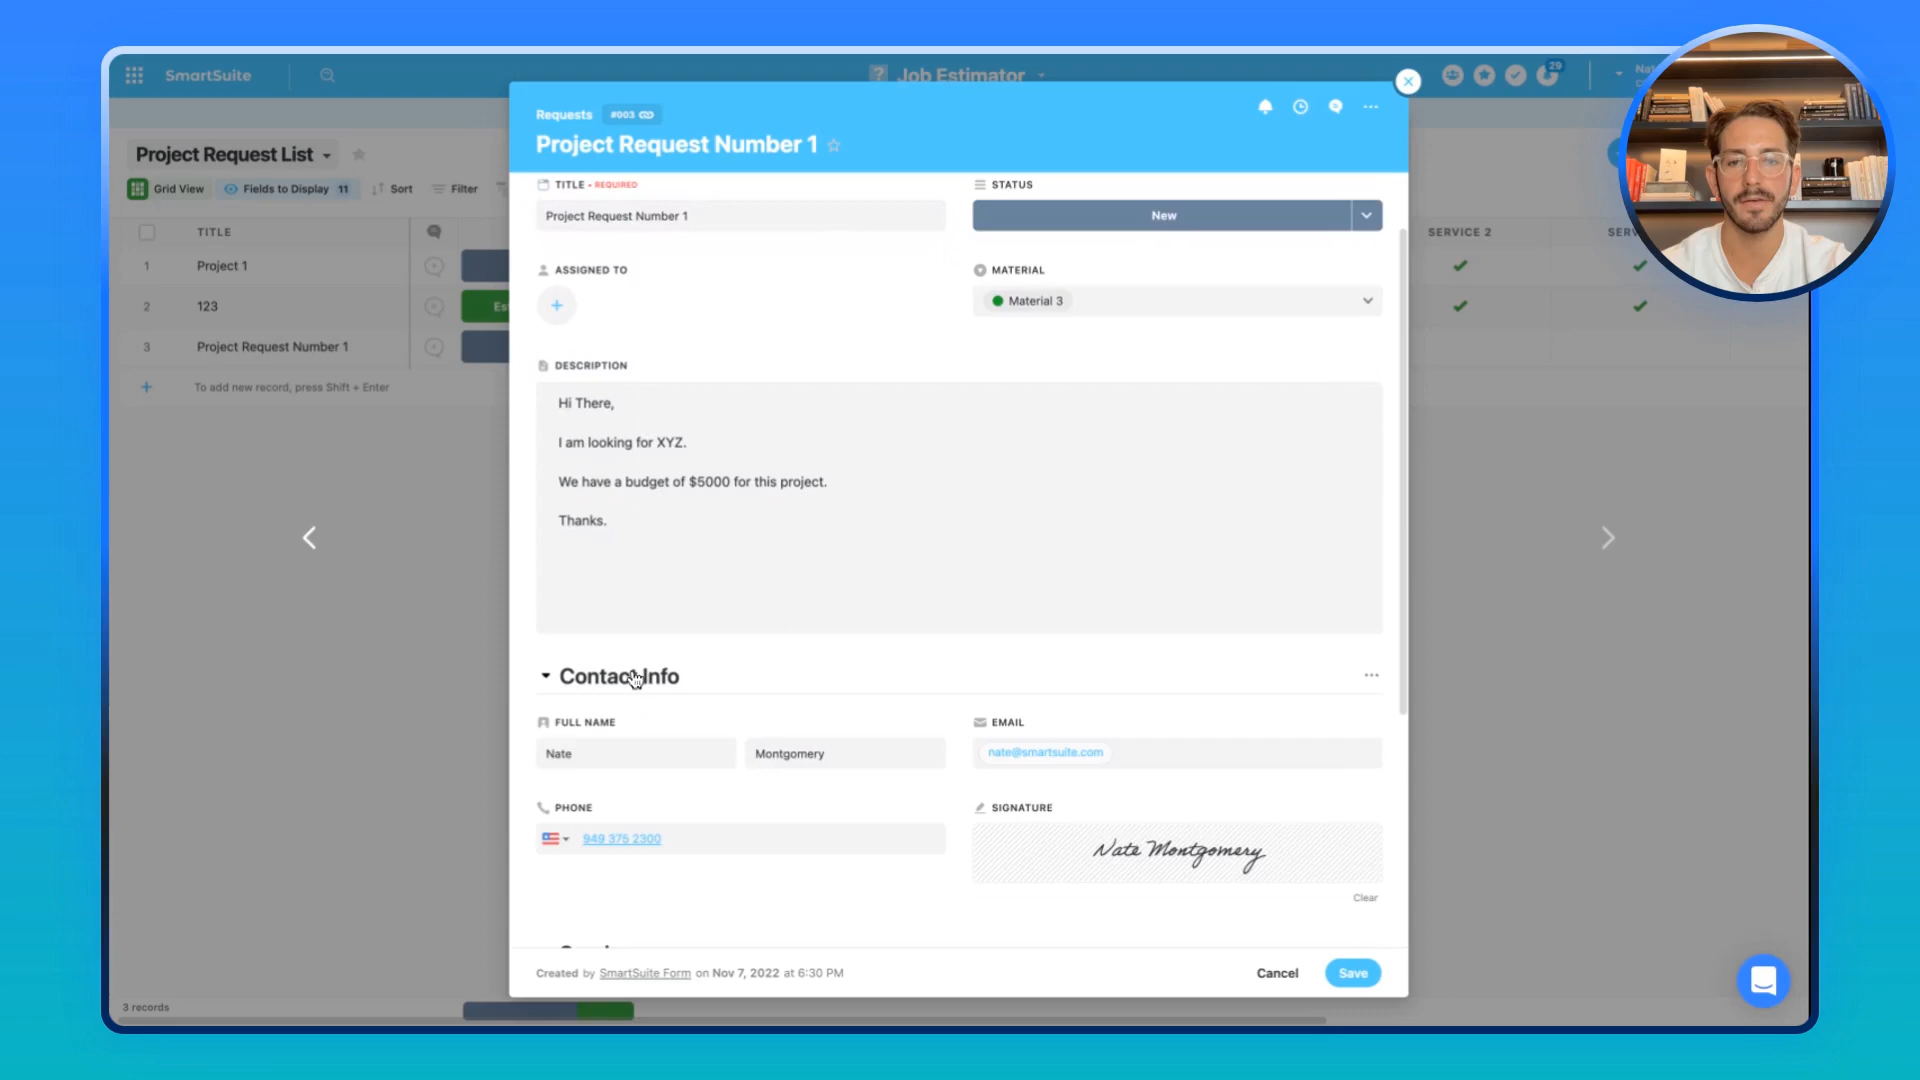 SmartSuite
Job Estimator
29
Project Request List
Grid View
Fields to Display 11
Sort
Filter
TITLE
SERVICE 2
1 Project 1
2 123
3 Project Request Number 1
To add new record, press Shift + Enter
3 records
Requests #003
Project Request Number 1
TITLE - REQUIRED
Project Request Number 1
STATUS
New
ASSIGNED TO
MATERIAL
Material 3
DESCRIPTION
Hi There,
I am looking for XYZ.
We have a budget of $5000 for this project.
Thanks.
Contact Info
FULL NAME
Nate
Montgomery
EMAIL
nate@smartsuite.com
PHONE
949 375 2300
SIGNATURE
Nate Montgomery
Clear
Created by SmartSuite Form on Nov 7, 2022 at 6:30 PM
Cancel
Save